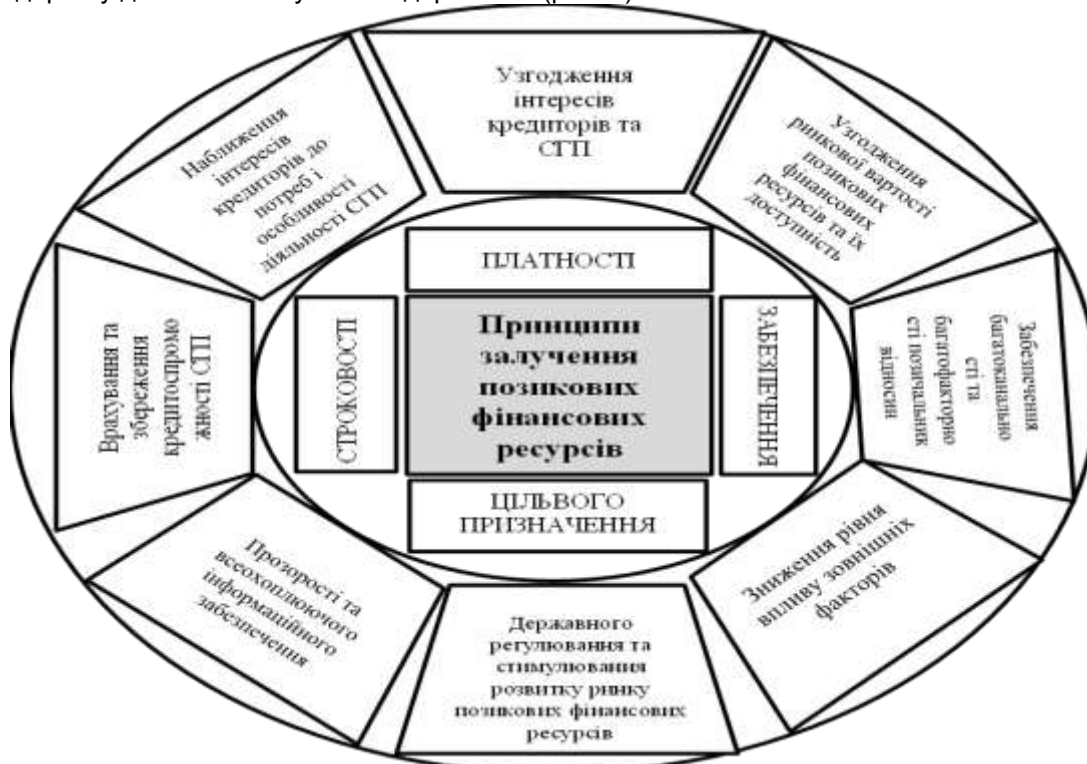 Узгодження
інтересів
кредиторів та
СГП
Узгодження
ринкової вартості
позикових
фінансових
ресурсів та їх
доступність
Забезпечення
багатоканально
сті та
багатофакторно
сті позичальник
відносин
Зниження рівня
впливу зовнішніх
факторів
Державного
регулювання та
стимулювання
розвитку ринку
позикових фінансових
ресурсів
Прозорості та
всеохоплюючого
інформаційного
забезпечення
Врахування та
збереження
кредитоспромо
жності СГП
Наближення
інтересів
кредиторів до
потреб і
особливості
діяльності СГП
ПЛАТНОСТІ
СТРОКОВОСТІ
Принципи
залучення
позикових
фінансових
ресурсів
ЗАБЕЗПЕЧЕННЯ
ЦІЛЬВОГО
ПРИЗНАЧЕННЯ